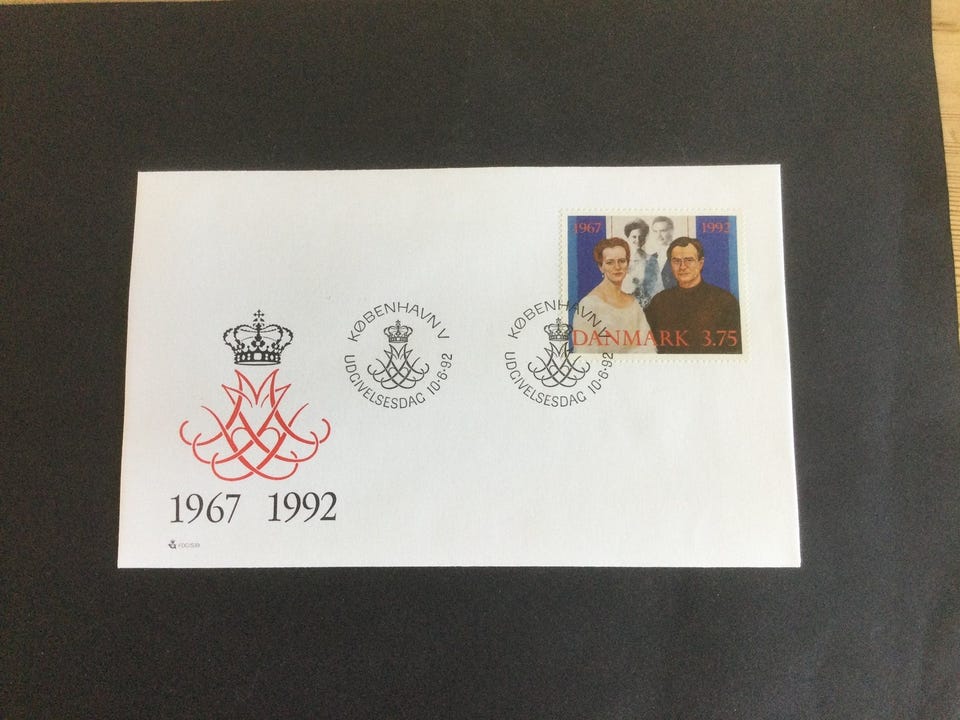 1967 1992
DANMARK 3.75
KØBENHAVN V
UDGIVELSESDAG 10·6·92
KØBENHAVN V
UDGIVELSESDAG 10·6·92
1967 1992